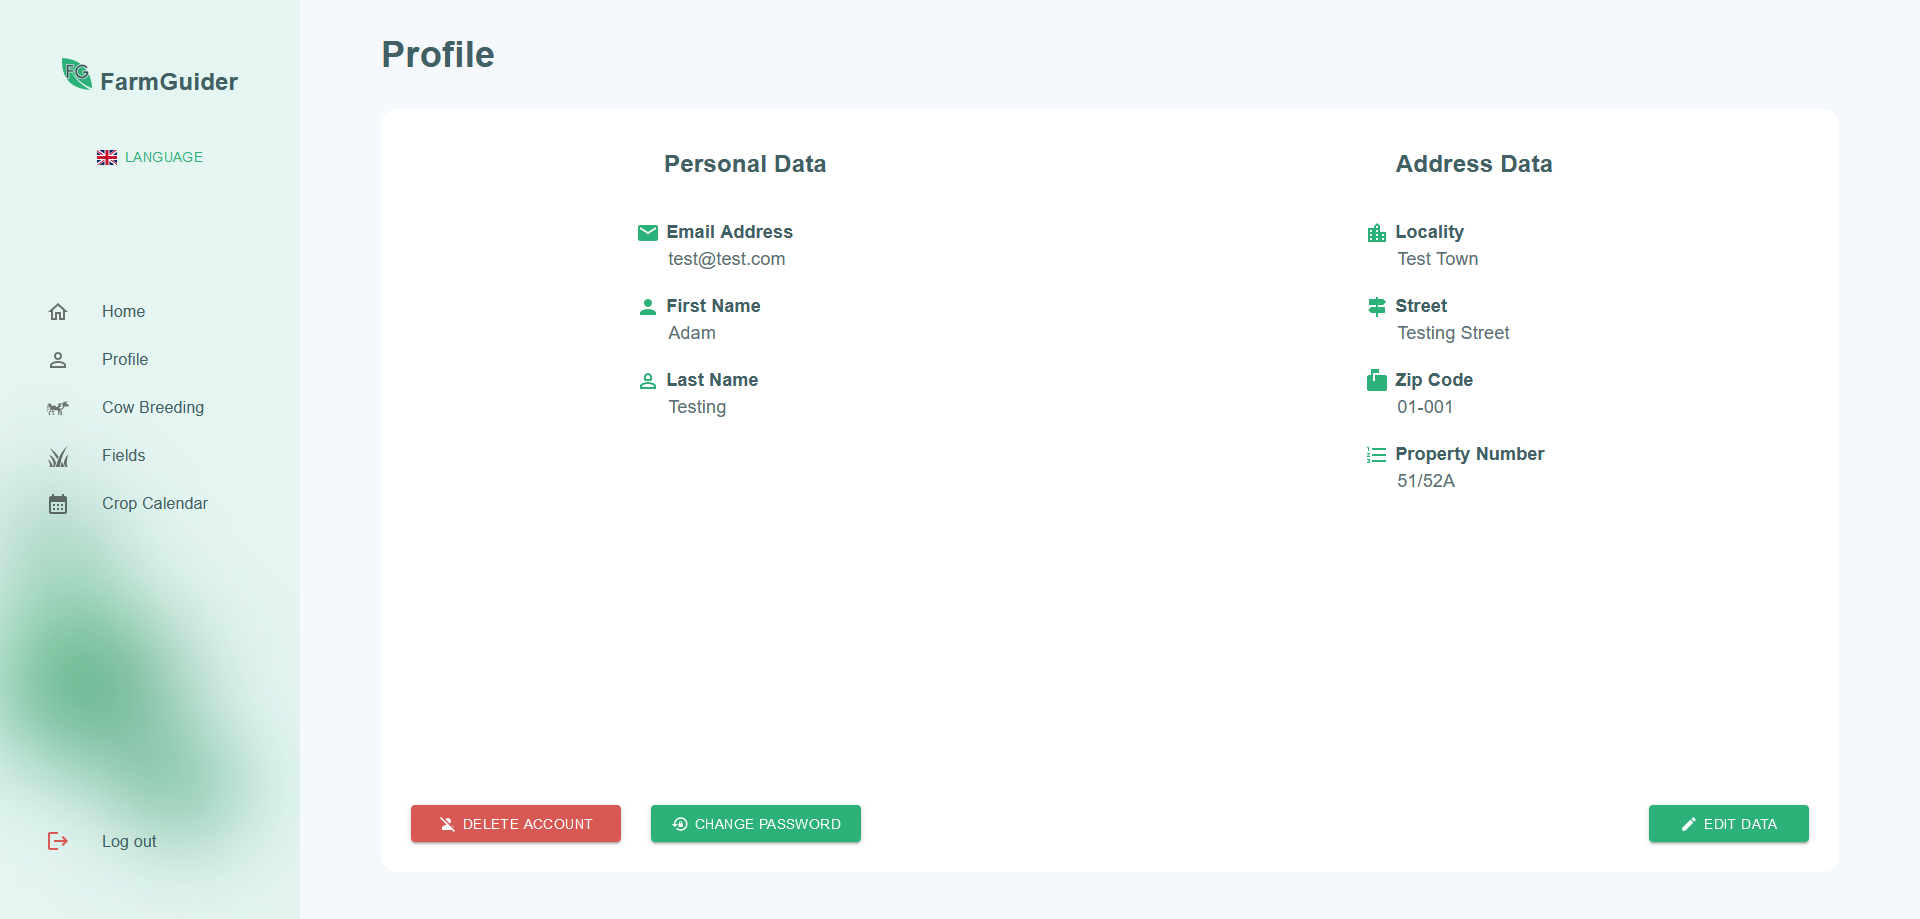 FG
FarmGuider
LANGUAGE
Home
Profile
Cow Breeding
Fields
Crop Calendar
Log out
Profile
Personal Data
Email Address
test@test.com
First Name
Adam
Last Name
Testing
Address Data
Locality
Test Town
Street
Testing Street
Zip Code
01-001
Property Number
51/52A
DELETE ACCOUNT
CHANGE PASSWORD
EDIT DATA